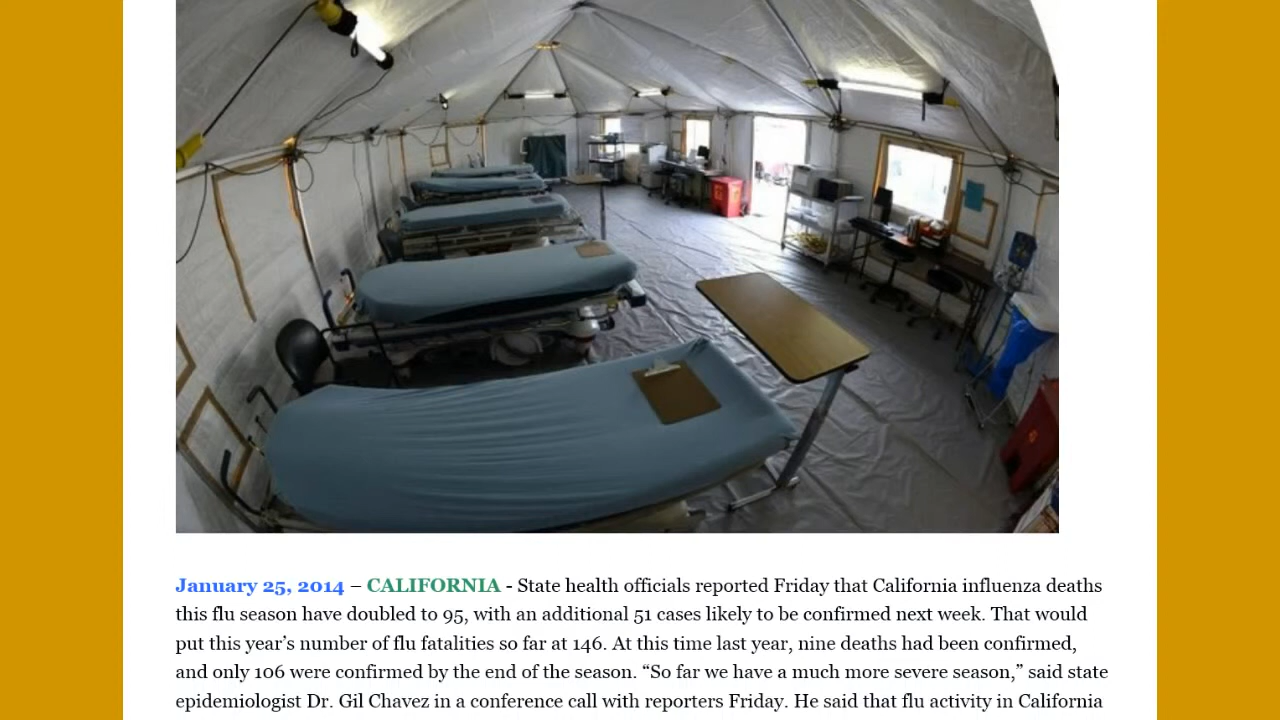 January 25, 2014 – CALIFORNIA - State health officials reported Friday that California influenza deaths
this flu season have doubled to 95, with an additional 51 cases likely to be confirmed next week. That would
put this year’s number of flu fatalities so far at 146. At this time last year, nine deaths had been confirmed,
and only 106 were confirmed by the end of the season. “So far we have a much more severe season,” said state
epidemiologist Dr. Gil Chavez in a conference call with reporters Friday. He said that flu activity in California